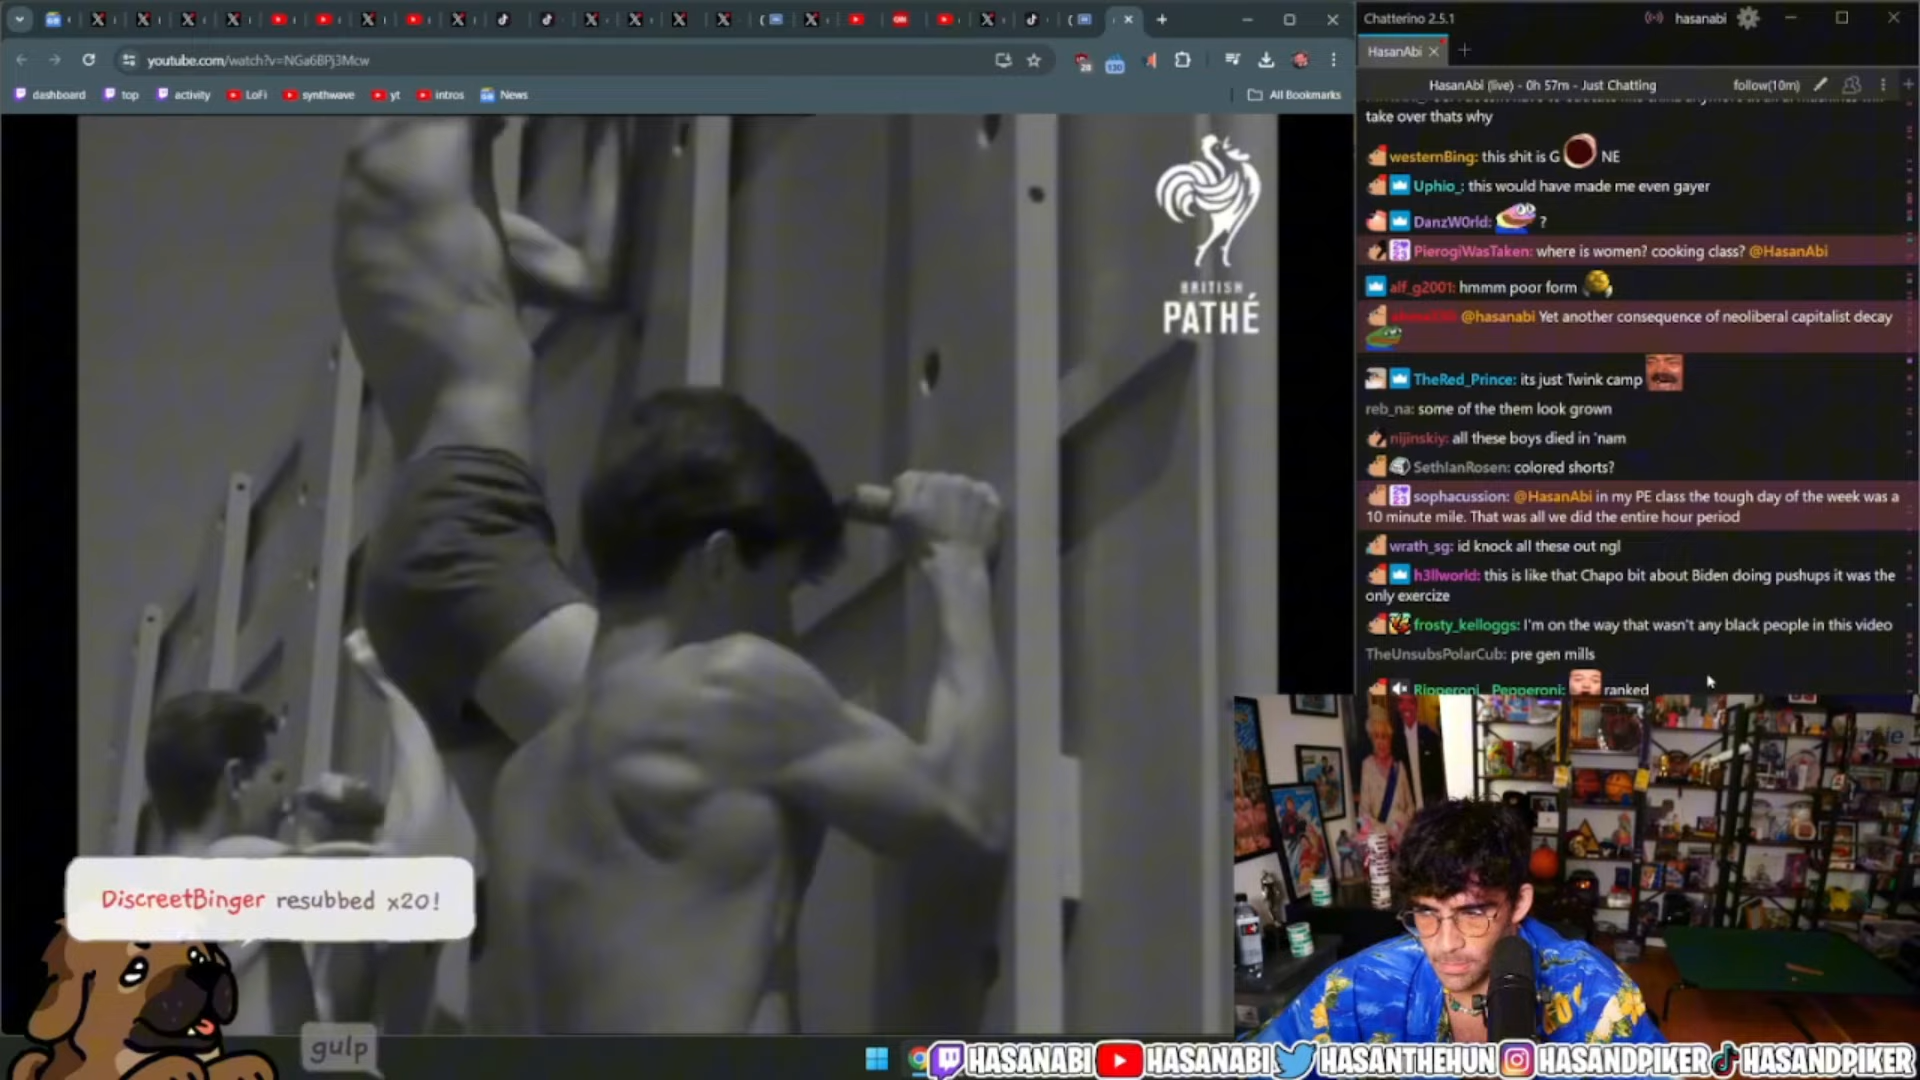 youtube.com/watch?v=NGa6BPj3Mcw
dashboard
top
activity
LoFi
synthwave
yt
intros
News
All Bookmarks
BRITISH
PATHÉ
DiscreetBinger resubbed x20!
gulp
Chatterino 2.5.1
hasanabi
HasanAbi
HasanAbi (live) - 0h 57m - Just Chatting
follow(10m)
take over thats why
westernBing: this shit is G NE
Uphio_: this would have made me even gayer
DanzW0rld: ?
PierogiWasTaken: where is women? cooking class? @HasanAbi
alf_g2001: hmmm poor form
@hasanabi Yet another consequence of neoliberal capitalist decay
TheRed_Prince: its just Twink camp
reb_na: some of the them look grown
nijinskiy: all these boys died in 'nam
SethIanRosen: colored shorts?
sophacussion: @HasanAbi in my PE class the tough day of the week was a
10 minute mile. That was all we did the entire hour period
wrath_sg: id knock all these out ngl
h3llworld: this is like that Chapo bit about Biden doing pushups it was the
only exercize
frosty_kelloggs: I'm on the way that wasn't any black people in this video
TheUnsubsPolarCub: pre gen mills
Ripperoni_Pepperoni: ranked
HASANABI
HASANABI
HASANTHEHUN
HASANDPIKER
HASANDPIKER